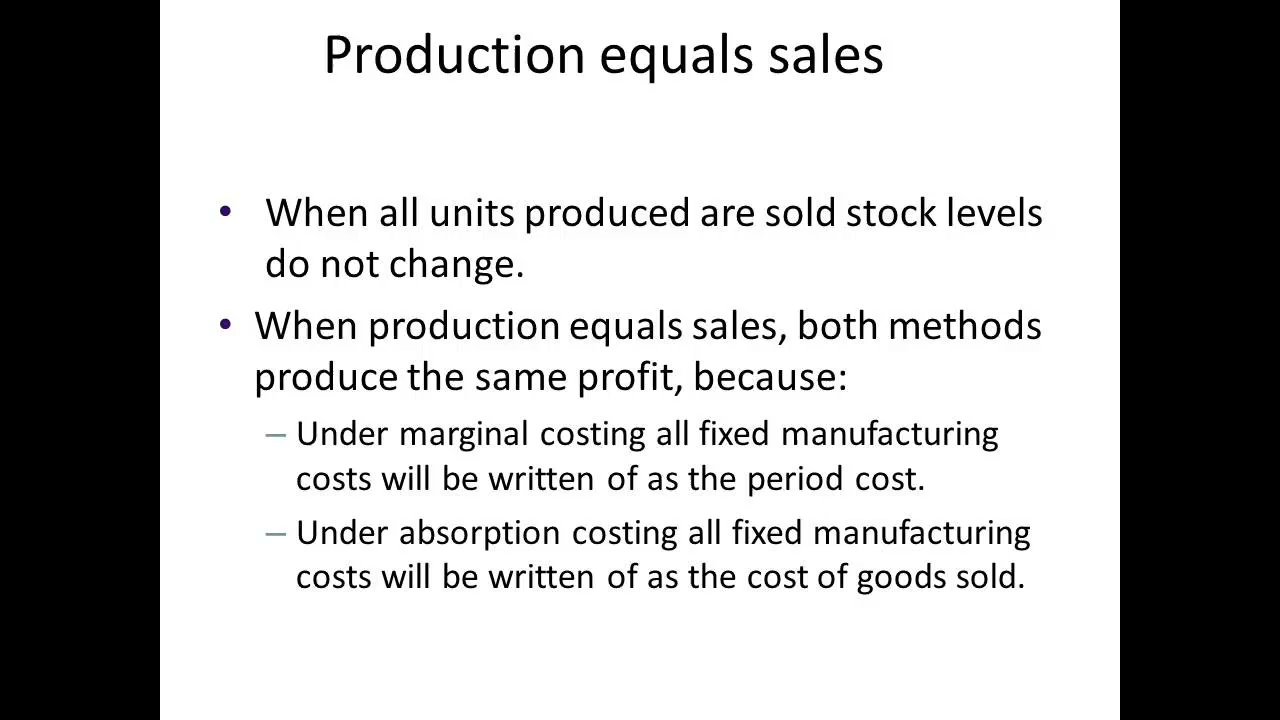 Production equals sales
• When all units produced are sold stock levels
do not change.
• When production equals sales, both methods
produce the same profit, because:
– Under marginal costing all fixed manufacturing
costs will be written of as the period cost.
– Under absorption costing all fixed manufacturing
costs will be written of as the cost of goods sold.